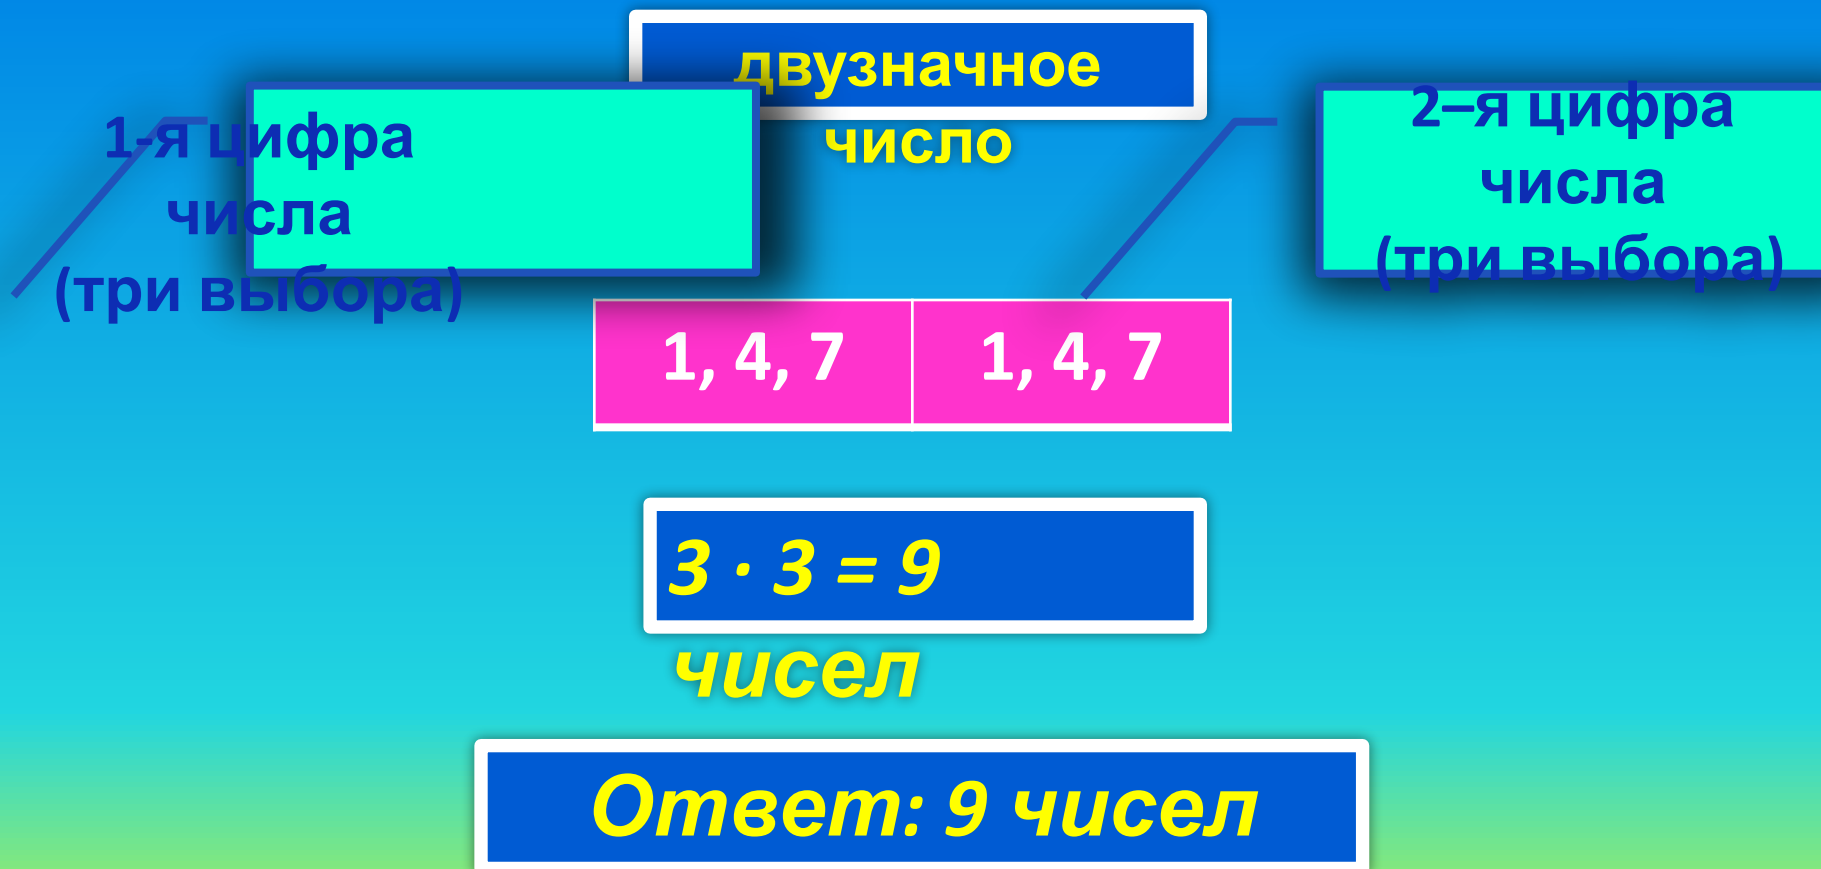 двузначное
число
1-я цифра
числа
(три выбора)
2–я цифра
числа
(три выбора)
1, 4, 7
1, 4, 7
3 · 3 = 9
чисел
Ответ: 9 чисел